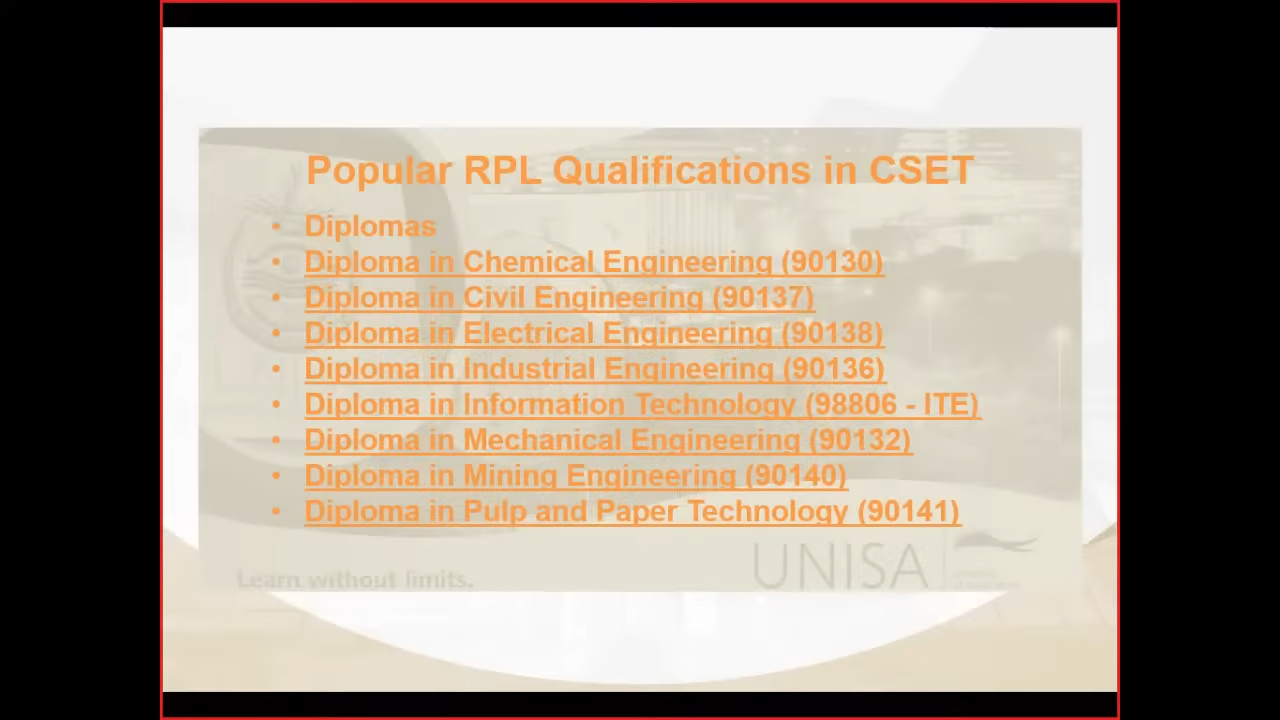 Popular RPL Qualifications in CSET
• Diplomas
• Diploma in Chemical Engineering (90130)
• Diploma in Civil Engineering (90137)
• Diploma in Electrical Engineering (90138)
• Diploma in Industrial Engineering (90136)
• Diploma in Information Technology (98806 - ITE)
• Diploma in Mechanical Engineering (90132)
• Diploma in Mining Engineering (90140)
• Diploma in Pulp and Paper Technology (90141)
Learn without limits.
UNISA